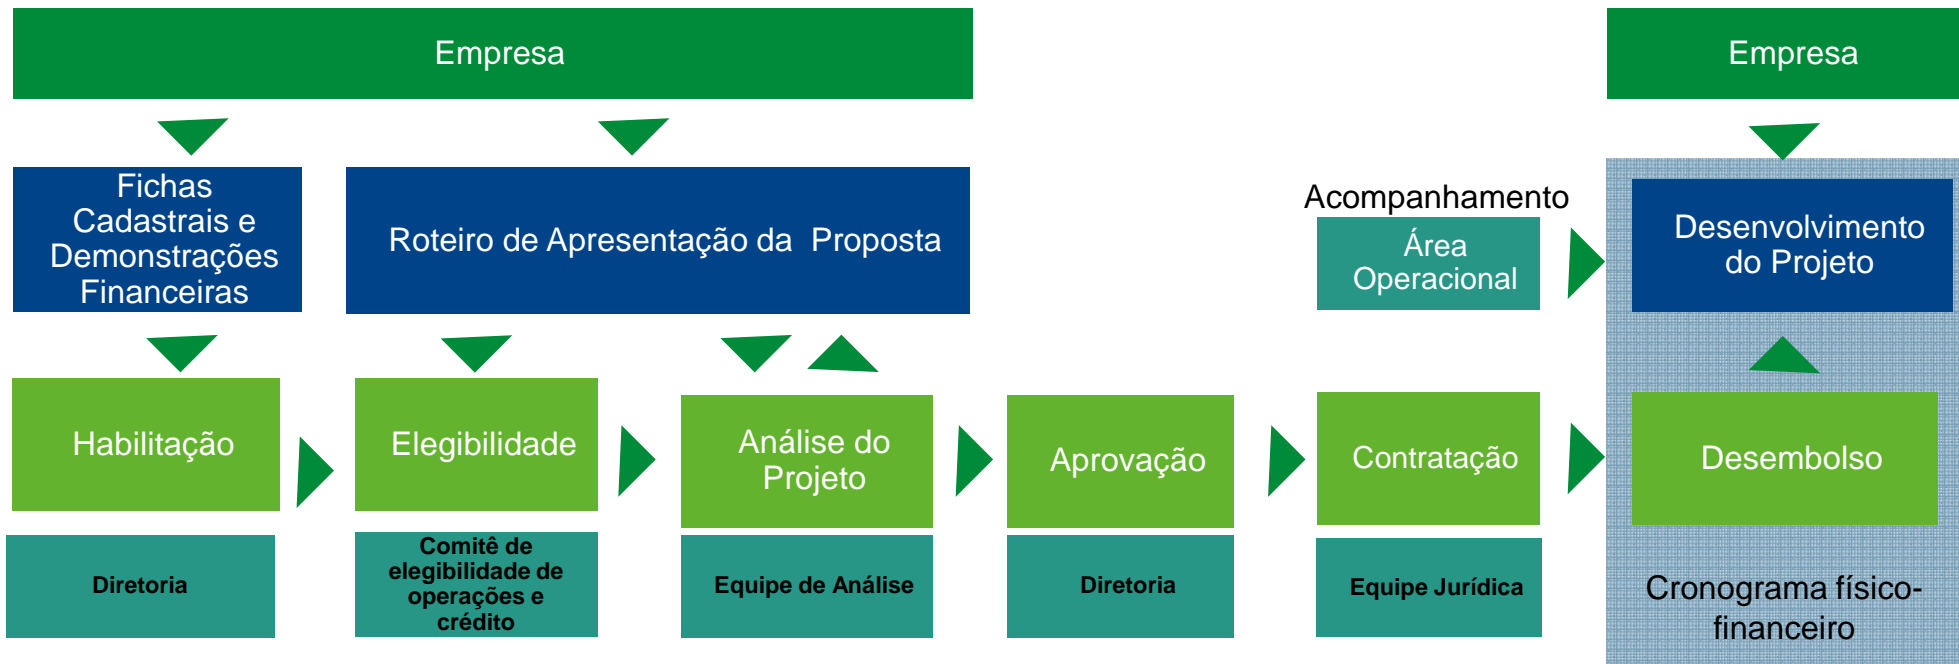 Empresa
Empresa
Fichas
Cadastrais e
Demonstrações
Financeiras
Roteiro de Apresentação da Proposta
Acompanhamento
Área
Operacional
Desenvolvimento
do Projeto
Habilitação
Elegibilidade
Análise do
Projeto
Aprovação
Contratação
Desembolso
Diretoria
Comitê de
elegibilidade de
operações e
crédito
Equipe de Análise
Diretoria
Equipe Jurídica
Cronograma físico-
financeiro